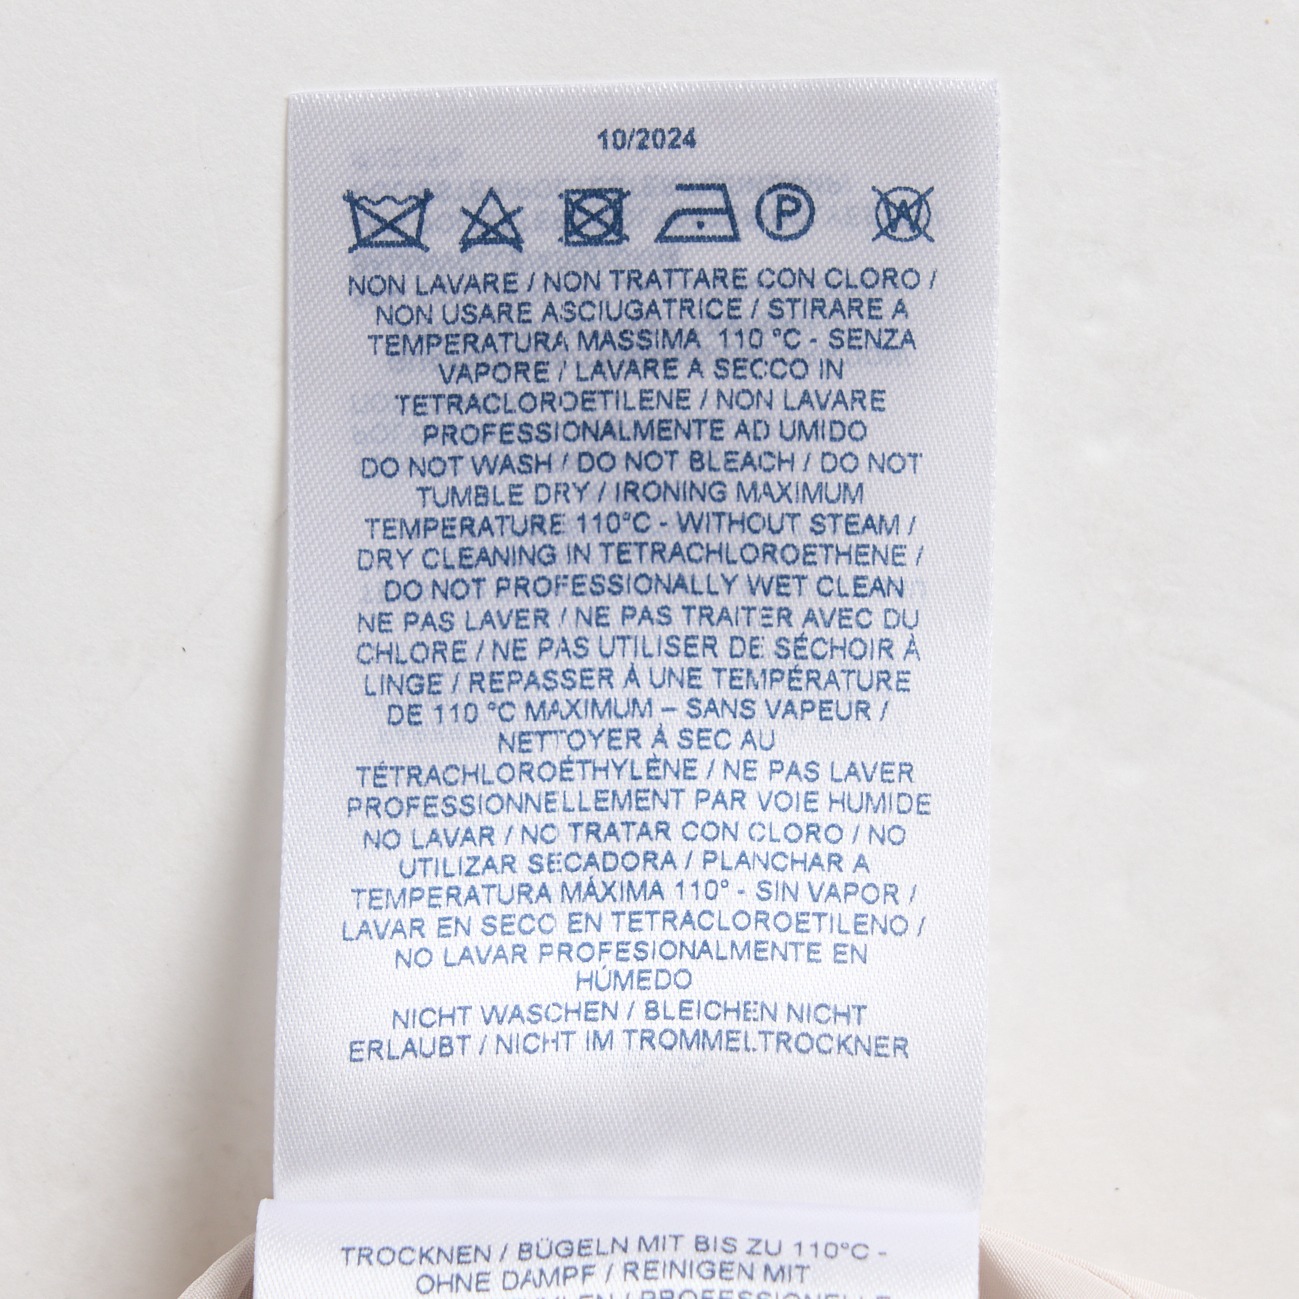 10/2024
P W
NON LAVARE / NON TRATTARE CON CLORO /
NON USARE ASCIUGATRICE / STIRARE A
TEMPERATURA MASSIMA 110 °C - SENZA
VAPORE / LAVARE A SECCO IN
TETRACLOROETILENE / NON LAVARE
PROFESSIONALMENTE AD UMIDO
DO NOT WASH / DO NOT BLEACH / DO NOT
TUMBLE DRY / IRONING MAXIMUM
TEMPERATURE 110°C - WITHOUT STEAM /
DRY CLEANING IN TETRACHLOROETHENE /
DO NOT PROFESSIONALLY WET CLEAN
NE PAS LAVER / NE PAS TRAITER AVEC DU
CHLORE / NE PAS UTILISER DE SÉCHOIR À
LINGE / REPASSER À UNE TEMPÉRATURE
DE 110 °C MAXIMUM – SANS VAPEUR /
NETTOYER À SEC AU
TÉTRACHLOROÉTHYLÈNE / NE PAS LAVER
PROFESSIONNELLEMENT PAR VOIE HUMIDE
NO LAVAR / NO TRATAR CON CLORO / NO
UTILIZAR SECADORA / PLANCHAR A
TEMPERATURA MÁXIMA 110° - SIN VAPOR /
LAVAR EN SECO EN TETRACLOROETILENO /
NO LAVAR PROFESIONALMENTE EN
HÚMEDO
NICHT WASCHEN / BLEICHEN NICHT
ERLAUBT / NICHT IM TROMMELTROCKNER
TROCKNEN / BÜGELN MIT BIS ZU 110°C -
OHNE DAMPF / REINIGEN MIT